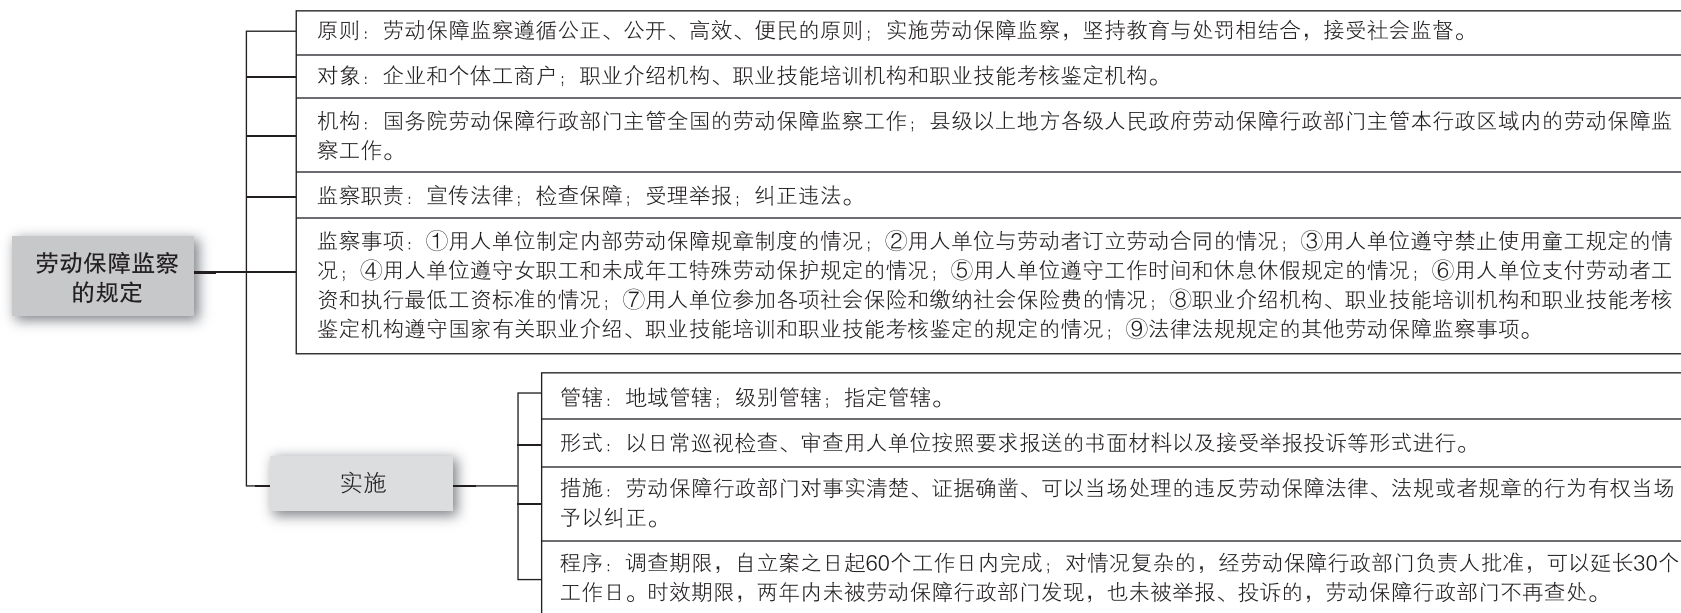 原则：劳动保障监察遵循公正、公开、高效、便民的原则；实施劳动保障监察，坚持教育与处罚相结合，接受社会监督。
对象：企业和个体工商户；职业介绍机构、职业技能培训机构和职业技能考核鉴定机构。
机构：国务院劳动保障行政部门主管全国的劳动保障监察工作；县级以上地方各级人民政府劳动保障行政部门主管本行政区域内的劳动保障监
察工作。
监察职责：宣传法律；检查保障；受理举报；纠正违法。
劳动保障监察
的规定
监察事项：①用人单位制定内部劳动保障规章制度的情况；②用人单位与劳动者订立劳动合同的情况；③用人单位遵守禁止使用童工规定的情
况；④用人单位遵守女职工和未成年工特殊劳动保护规定的情况；⑤用人单位遵守工作时间和休息休假规定的情况；⑥用人单位支付劳动者工
资和执行最低工资标准的情况；⑦用人单位参加各项社会保险和缴纳社会保险费的情况；⑧职业介绍机构、职业技能培训机构和职业技能考核
鉴定机构遵守国家有关职业介绍、职业技能培训和职业技能考核鉴定的规定的情况；⑨法律法规规定的其他劳动保障监察事项。
实施
管辖：地域管辖；级别管辖；指定管辖。
形式：以日常巡视检查、审查用人单位按照要求报送的书面材料以及接受举报投诉等形式进行。
措施：劳动保障行政部门对事实清楚、证据确凿、可以当场处理的违反劳动保障法律、法规或者规章的行为有权当场
予以纠正。
程序：调查期限，自立案之日起60个工作日内完成；对情况复杂的，经劳动保障行政部门负责人批准，可以延长30个
工作日。时效期限，两年内未被劳动保障行政部门发现，也未被举报、投诉的，劳动保障行政部门不再查处。